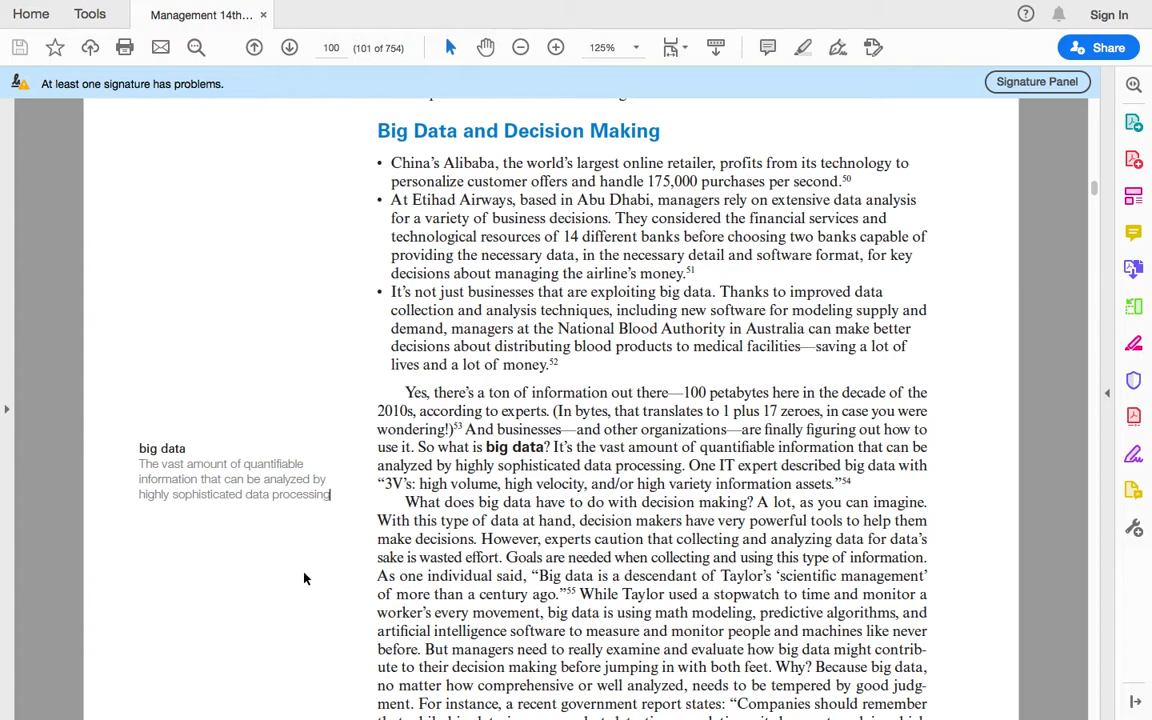 Home Tools Management 14th... × Sign In
100 (101 of 754) 125% Share
At least one signature has problems. Signature Panel
Big Data and Decision Making
• China's Alibaba, the world's largest online retailer, profits from its technology to
personalize customer offers and handle 175,000 purchases per second.50
• At Etihad Airways, based in Abu Dhabi, managers rely on extensive data analysis
for a variety of business decisions. They considered the financial services and
technological resources of 14 different banks before choosing two banks capable of
providing the necessary data, in the necessary detail and software format, for key
decisions about managing the airline's money.51
• It's not just businesses that are exploiting big data. Thanks to improved data
collection and analysis techniques, including new software for modeling supply and
demand, managers at the National Blood Authority in Australia can make better
decisions about distributing blood products to medical facilities—saving a lot of
lives and a lot of money.52
Yes, there's a ton of information out there—100 petabytes here in the decade of the
2010s, according to experts. (In bytes, that translates to 1 plus 17 zeroes, in case you were
wondering!)53 And businesses—and other organizations—are finally figuring out how to
use it. So what is big data? It's the vast amount of quantifiable information that can be
analyzed by highly sophisticated data processing. One IT expert described big data with
"3V's: high volume, high velocity, and/or high variety information assets."54
big data
The vast amount of quantifiable
information that can be analyzed by
highly sophisticated data processing
What does big data have to do with decision making? A lot, as you can imagine.
With this type of data at hand, decision makers have very powerful tools to help them
make decisions. However, experts caution that collecting and analyzing data for data's
sake is wasted effort. Goals are needed when collecting and using this type of information.
As one individual said, "Big data is a descendant of Taylor's 'scientific management'
of more than a century ago."55 While Taylor used a stopwatch to time and monitor a
worker's every movement, big data is using math modeling, predictive algorithms, and
artificial intelligence software to measure and monitor people and machines like never
before. But managers need to really examine and evaluate how big data might contrib-
ute to their decision making before jumping in with both feet. Why? Because big data,
no matter how comprehensive or well analyzed, needs to be tempered by good judg-
ment. For instance, a recent government report states: "Companies should remember